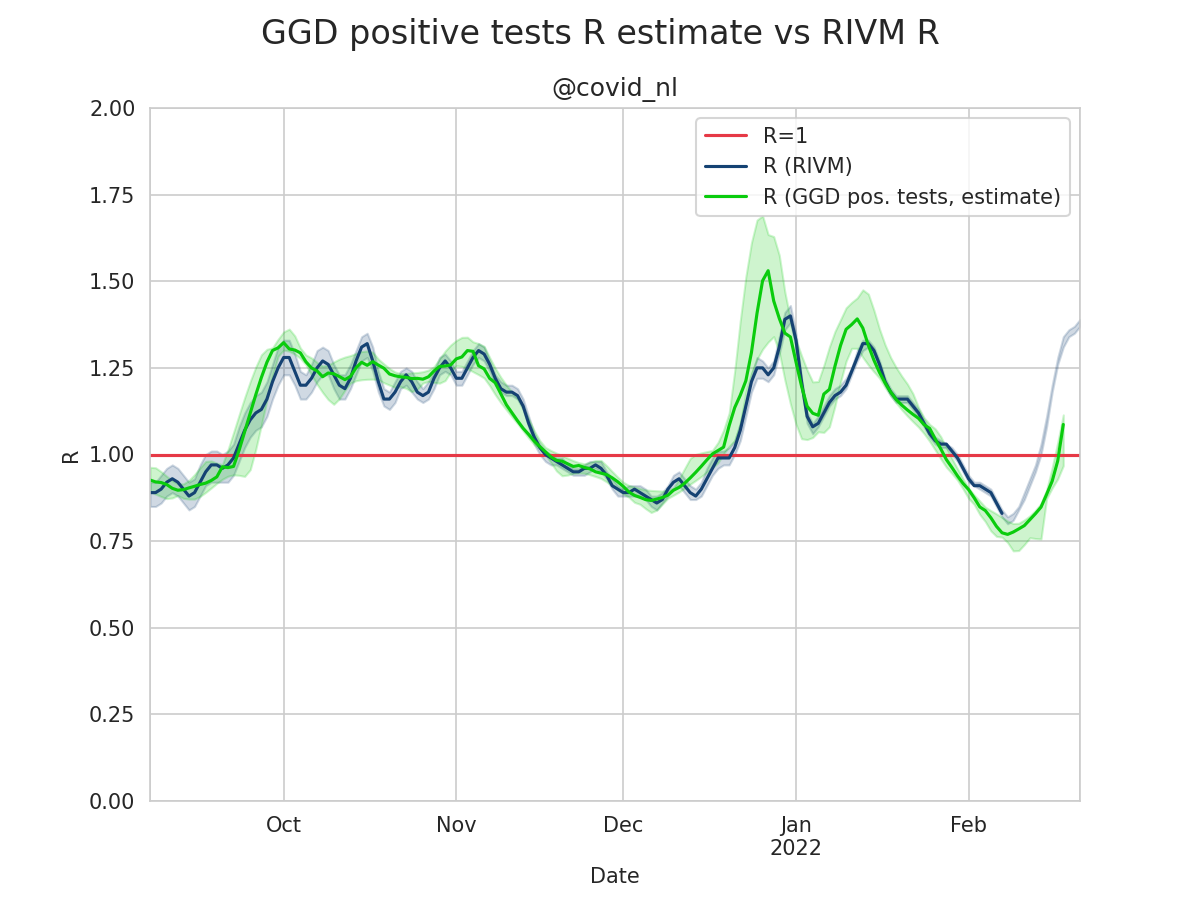 GGD positive tests R estimate vs RIVM R
@covid_nl
2.00
1.75
1.50
1.25
1.00
0.75
0.50
0.25
0.00
R
R=1
R (RIVM)
R (GGD pos. tests, estimate)
Oct
Nov
Dec
Jan
2022
Feb
Date